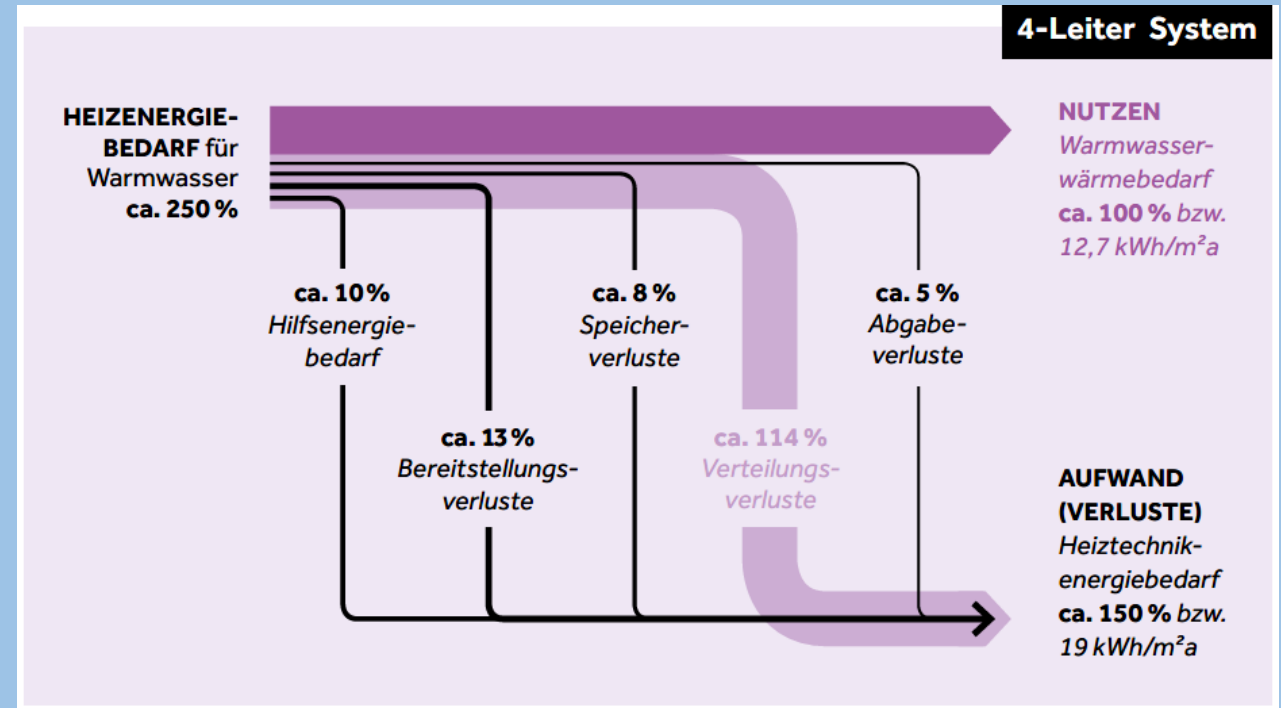 4-Leiter System
HEIZENERGIE-
BEDARF für
Warmwasser
ca. 250 %
NUTZEN
Warmwasser-
wärmebedarf
ca. 100 % bzw.
12,7 kWh/m²a
ca. 10 %
Hilfsenergie-
bedarf
ca. 8 %
Speicher-
verluste
ca. 5 %
Abgabe-
verluste
ca. 13 %
Bereitstellungs-
verluste
ca. 114 %
Verteilungs-
verluste
AUFWAND
(VERLUSTE)
Heiztechnik-
energiebedarf
ca. 150 % bzw.
19 kWh/m²a